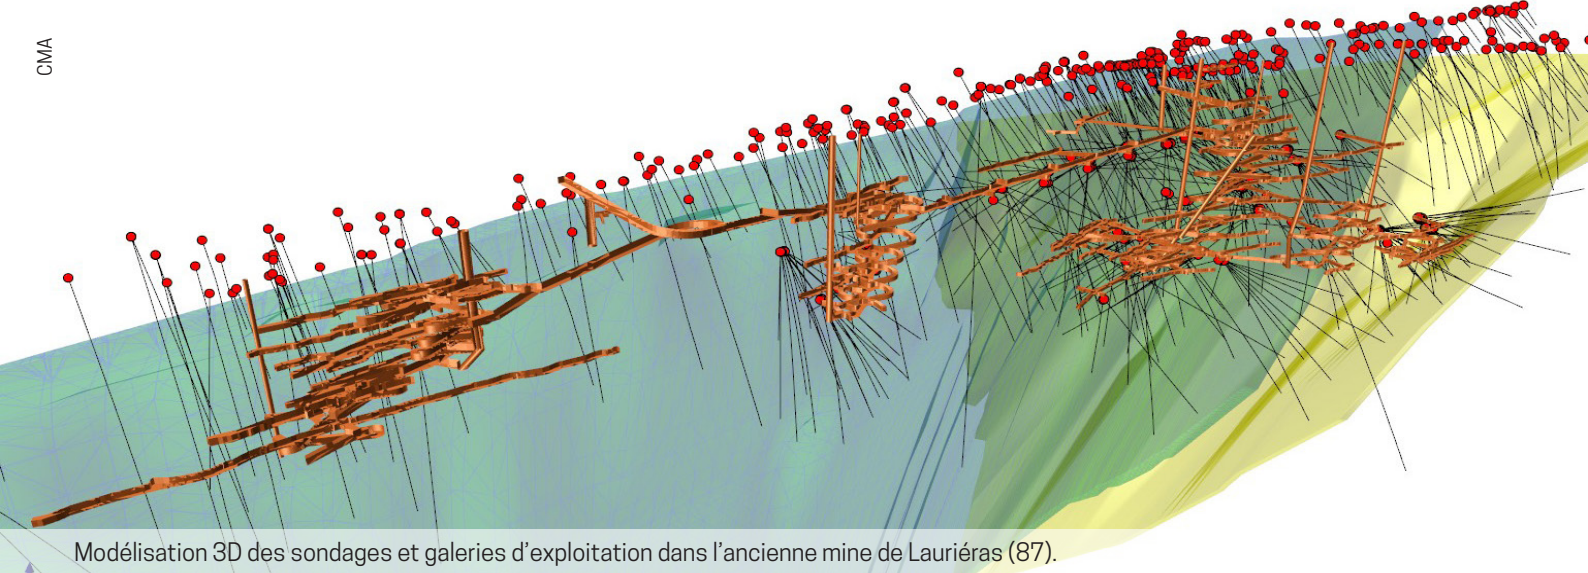 CMA
Modélisation 3D des sondages et galeries d’exploitation dans l’ancienne mine de Lauriéras (87).